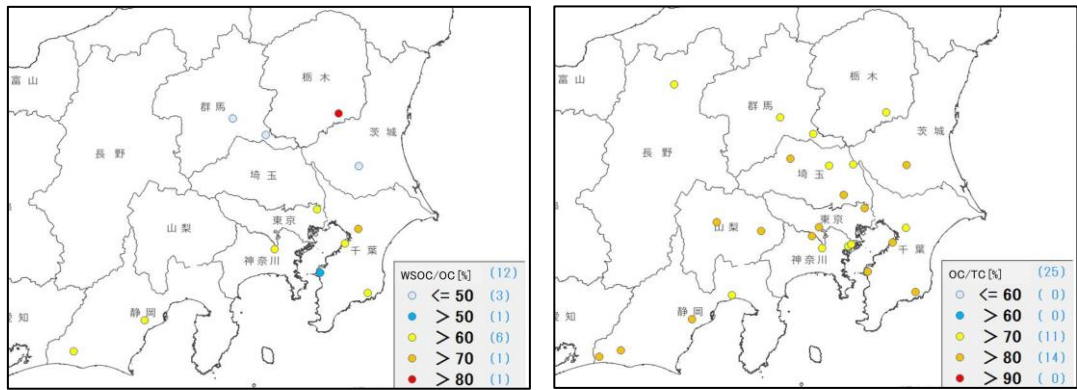 富山
栃木
群馬
茨城
長野
埼玉
東京
山梨
千葉
神奈川
静岡
愛知
WSOC/OC[%] (12)
<= 50 (3)
> 50 (1)
> 60 (6)
> 70 (1)
> 80 (1)
富山
栃木
群馬
茨城
長野
埼玉
東京
山梨
千葉
神奈川
静岡
愛知
OC/TC[%] (25)
<= 60 (0)
> 60 (0)
> 70 (11)
> 80 (14)
> 90 (0)